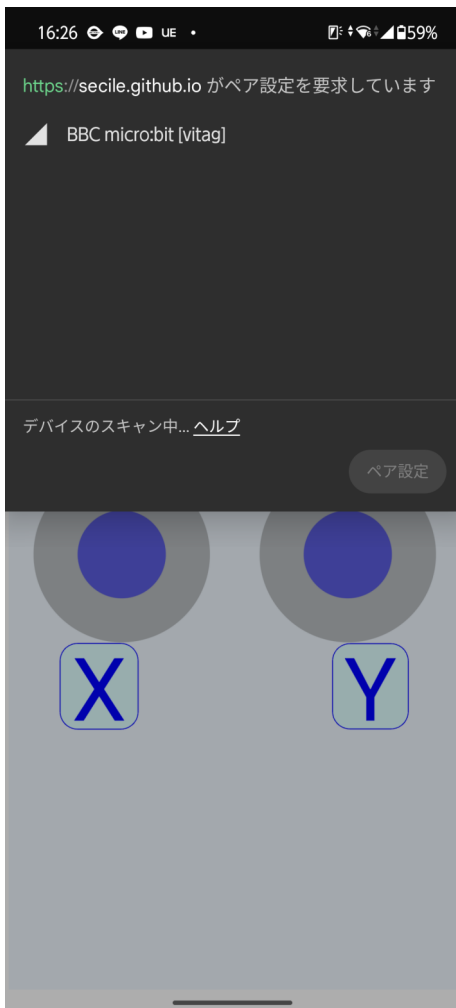 16:26 LINE UE 6 59%
https://secile.github.io がペア設定を要求しています
BBC micro:bit [vitag]
デバイスのスキャン中... ヘルプ
ペア設定
X Y